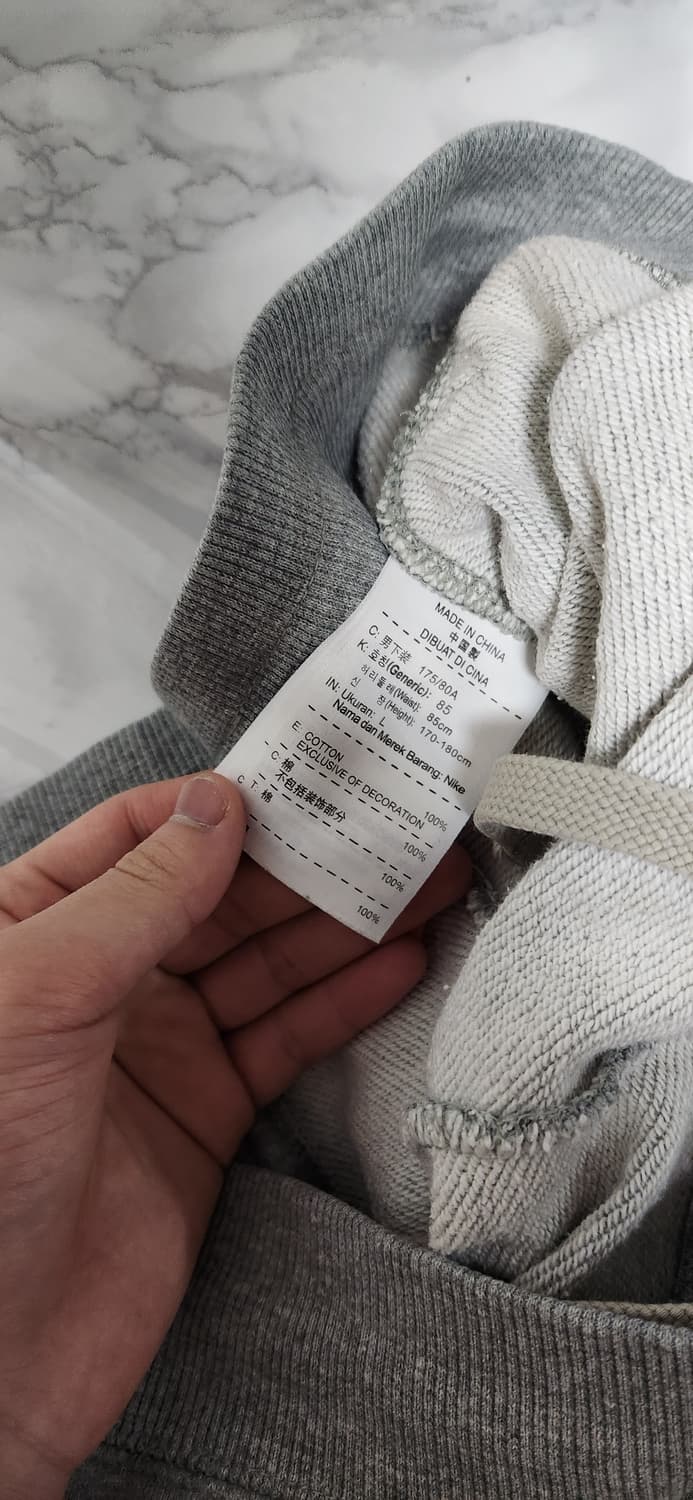 MADE IN CHINA
中国製
DIBUAT DI CINA
C: 男下装 175/80A
K: 호칭(Generic): 85
허리둘레(Waist): 85cm
신 장(Height): 170-180cm
IN: Ukuran: L
Nama dan Merek Barang: Nike
E: COTTON 100%
EXCLUSIVE OF DECORATION
C: 棉 100%
不包括装饰部分
C T: 棉 100%
100%